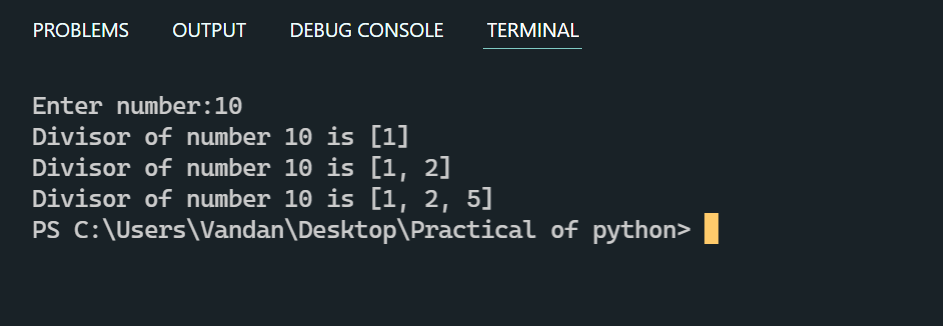 PROBLEMS OUTPUT DEBUG CONSOLE TERMINAL
Enter number:10
Divisor of number 10 is [1]
Divisor of number 10 is [1, 2]
Divisor of number 10 is [1, 2, 5]
PS C:\Users\Vandan\Desktop\Practical of python>